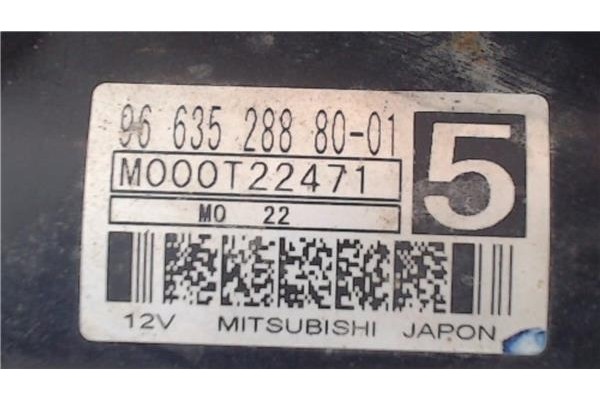 96 635 288 80-01
M000T22471
5
MO 22
12V MITSUBISHI JAPON